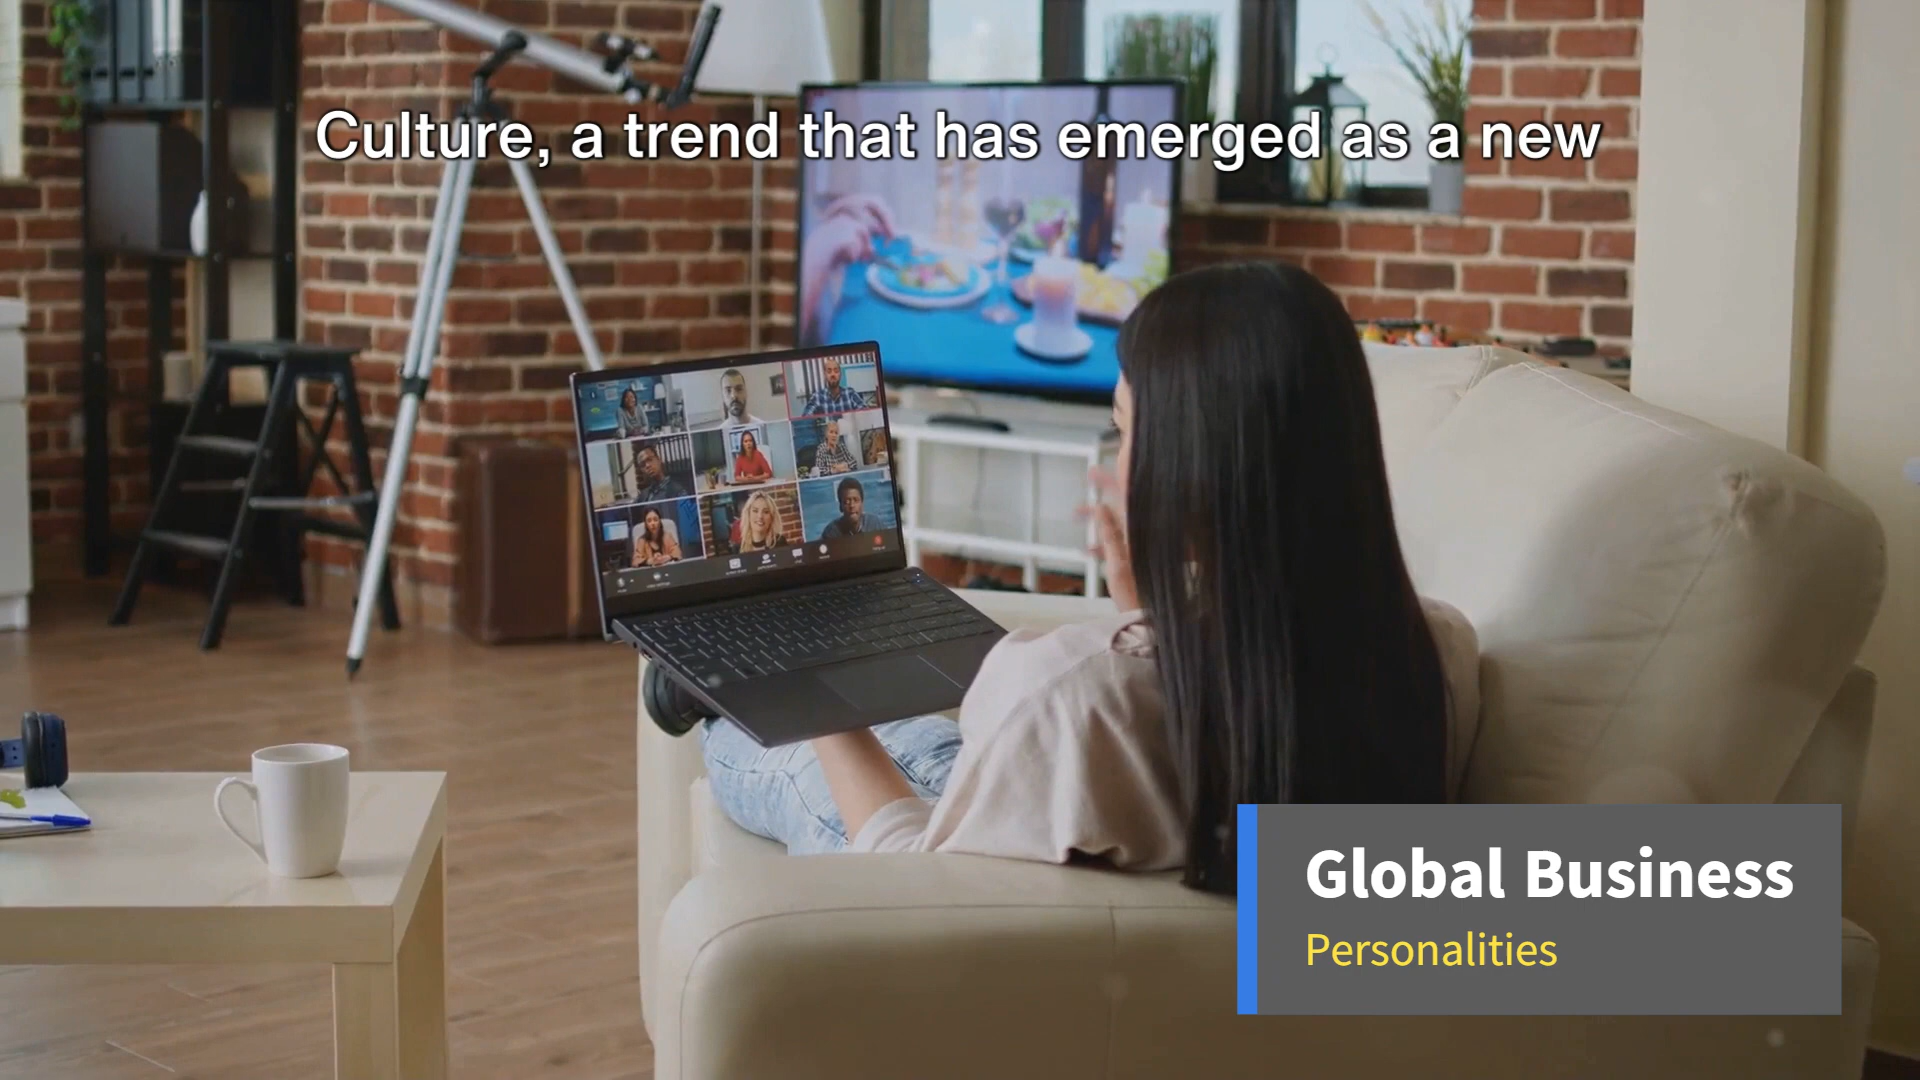 Culture, a trend that has emerged as a new
Global Business
Personalities